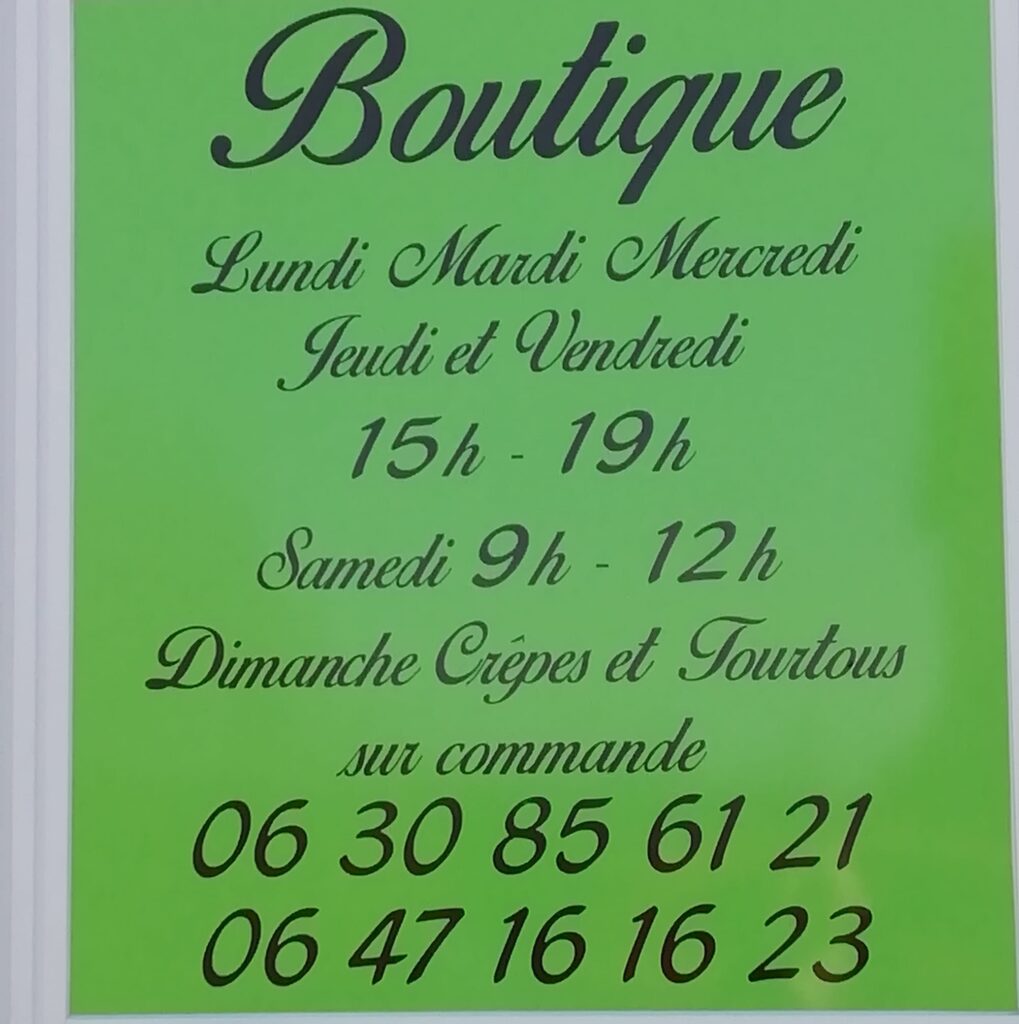 Boutique
Lundi Mardi Mercredi
Jeudi et Vendredi
15h - 19h
Samedi 9h - 12h
Dimanche Crêpes et Tourtous
sur commande
06 30 85 61 21
06 47 16 16 23